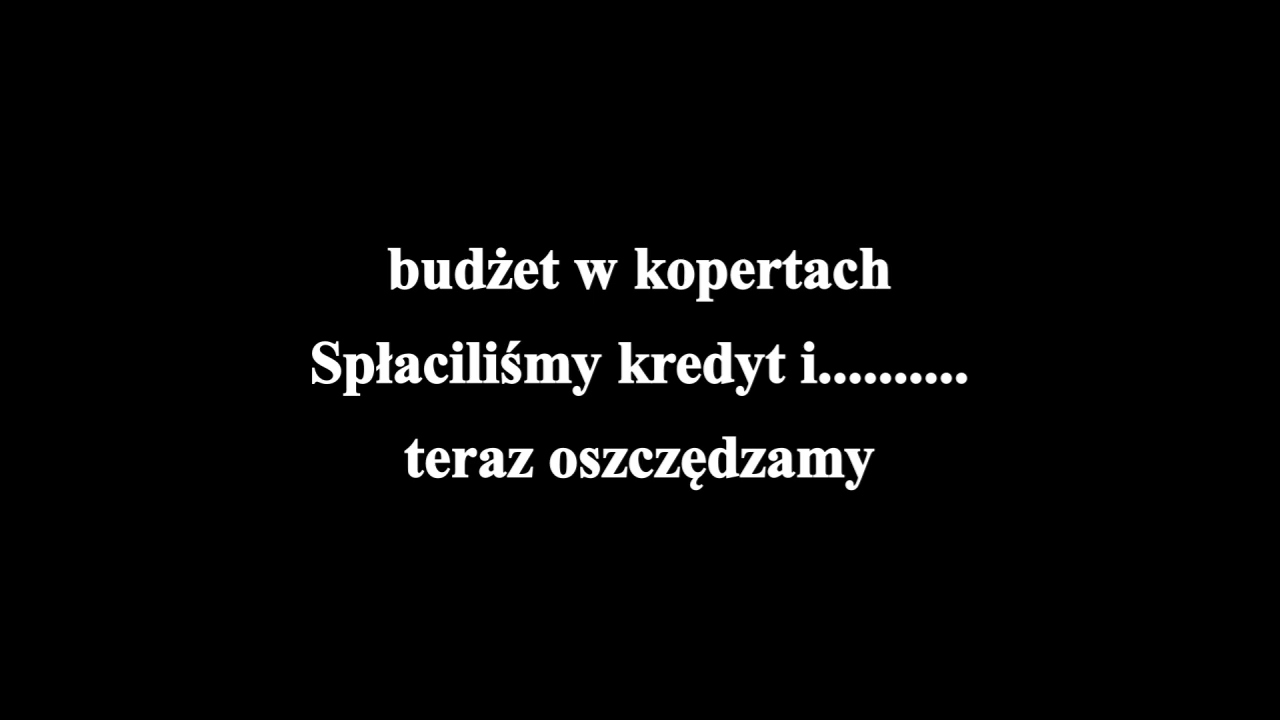 budżet w kopertach
Spłaciliśmy kredyt i..........
teraz oszczędzamy